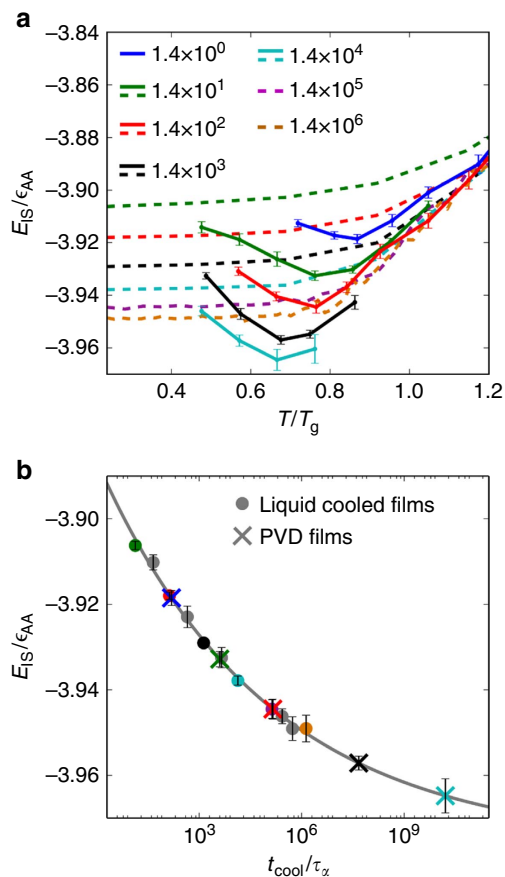 a
−3.84
−3.86
−3.88
−3.90
−3.92
−3.94
−3.96
E_IS/ϵ_AA
1.4×10⁰
1.4×10¹
1.4×10²
1.4×10³
1.4×10⁴
1.4×10⁵
1.4×10⁶
0.4 0.6 0.8 1.0 1.2
T/T_g
b
−3.90
−3.92
−3.94
−3.96
E_IS/ϵ_AA
Liquid cooled films
PVD films
10³ 10⁶ 10⁹
t_cool/τ_α